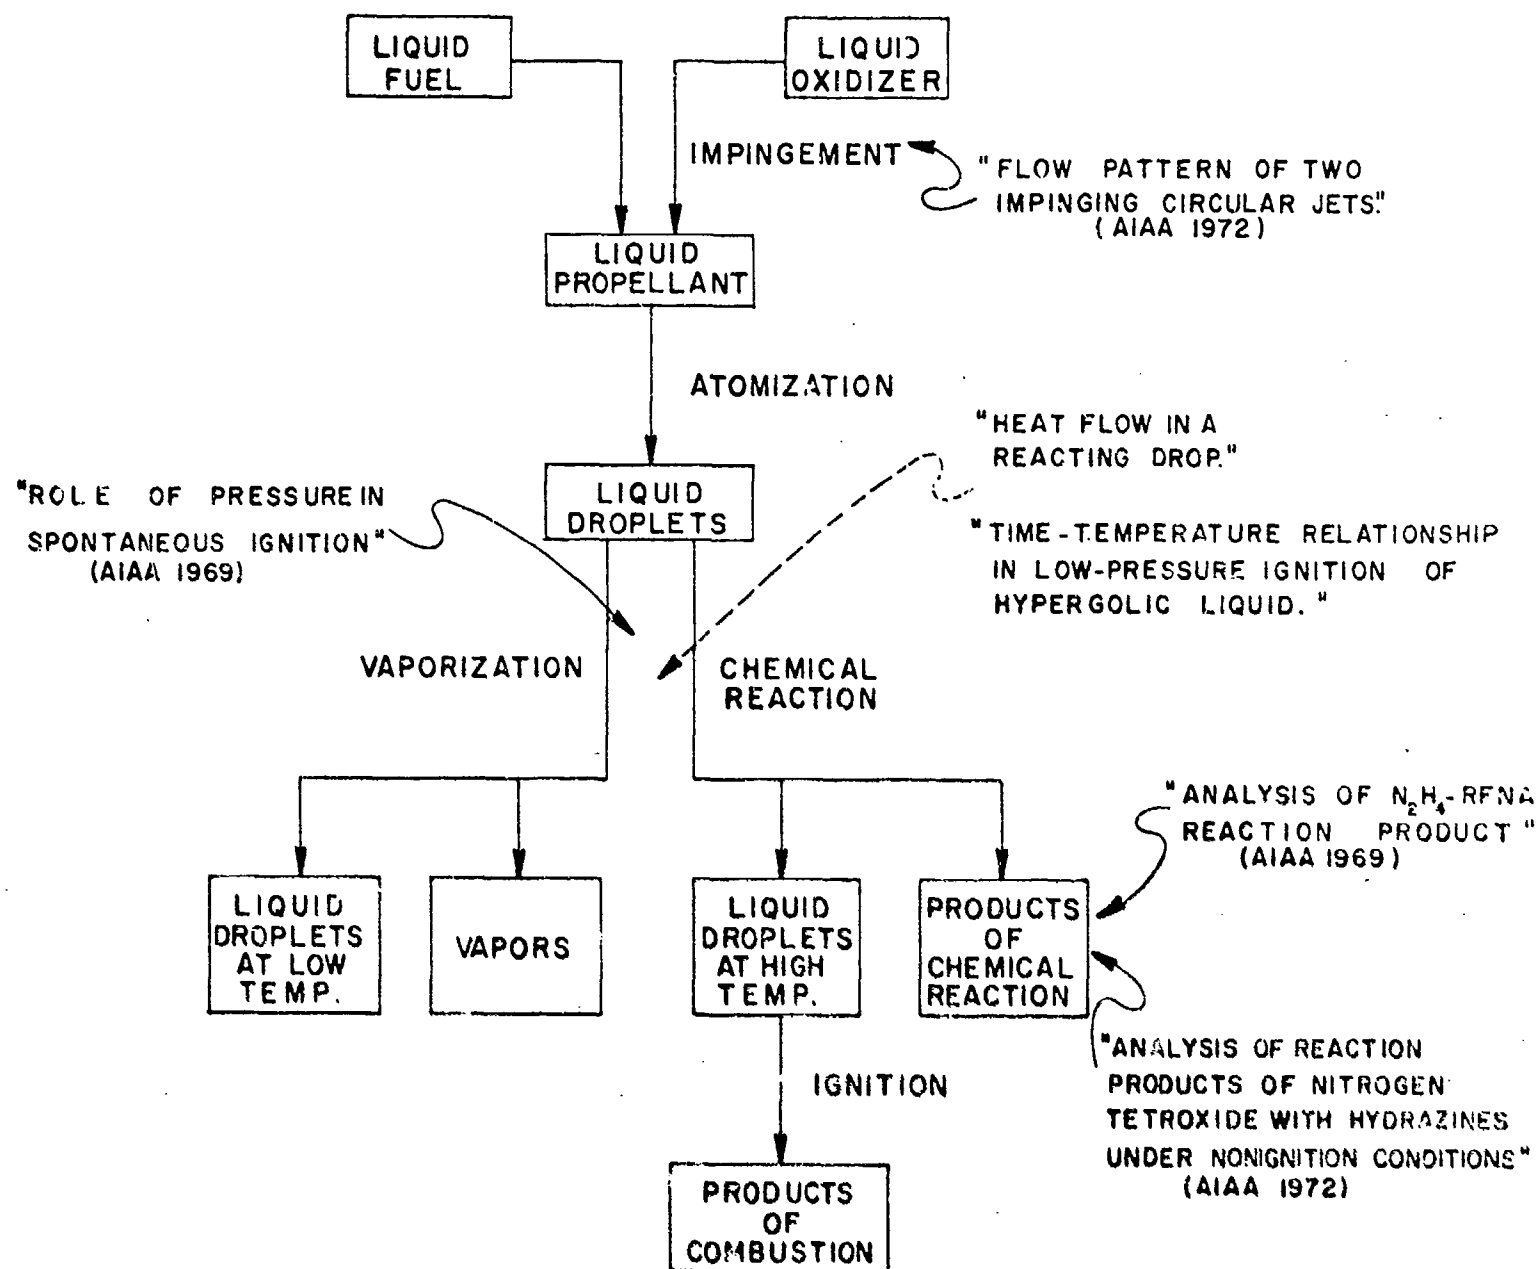 LIQUID
FUEL
LIQUID
OXIDIZER
IMPINGEMENT
"FLOW PATTERN OF TWO
IMPINGING CIRCULAR JETS."
(AIAA 1972)
LIQUID
PROPELLANT
ATOMIZATION
"HEAT FLOW IN A
REACTING DROP."
"ROLE OF PRESSURE IN
SPONTANEOUS IGNITION"
(AIAA 1969)
LIQUID
DROPLETS
"TIME-TEMPERATURE RELATIONSHIP
IN LOW-PRESSURE IGNITION OF
HYPERGOLIC LIQUID."
VAPORIZATION
CHEMICAL
REACTION
"ANALYSIS OF N₂H₄-RFNA
REACTION PRODUCT"
(AIAA 1969)
LIQUID
DROPLETS
AT LOW
TEMP.
VAPORS
LIQUID
DROPLETS
AT HIGH
TEMP.
PRODUCTS
OF
CHEMICAL
REACTION
"ANALYSIS OF REACTION
PRODUCTS OF NITROGEN
TETROXIDE WITH HYDRAZINES
UNDER NONIGNITION CONDITIONS"
(AIAA 1972)
IGNITION
PRODUCTS
OF
COMBUSTION